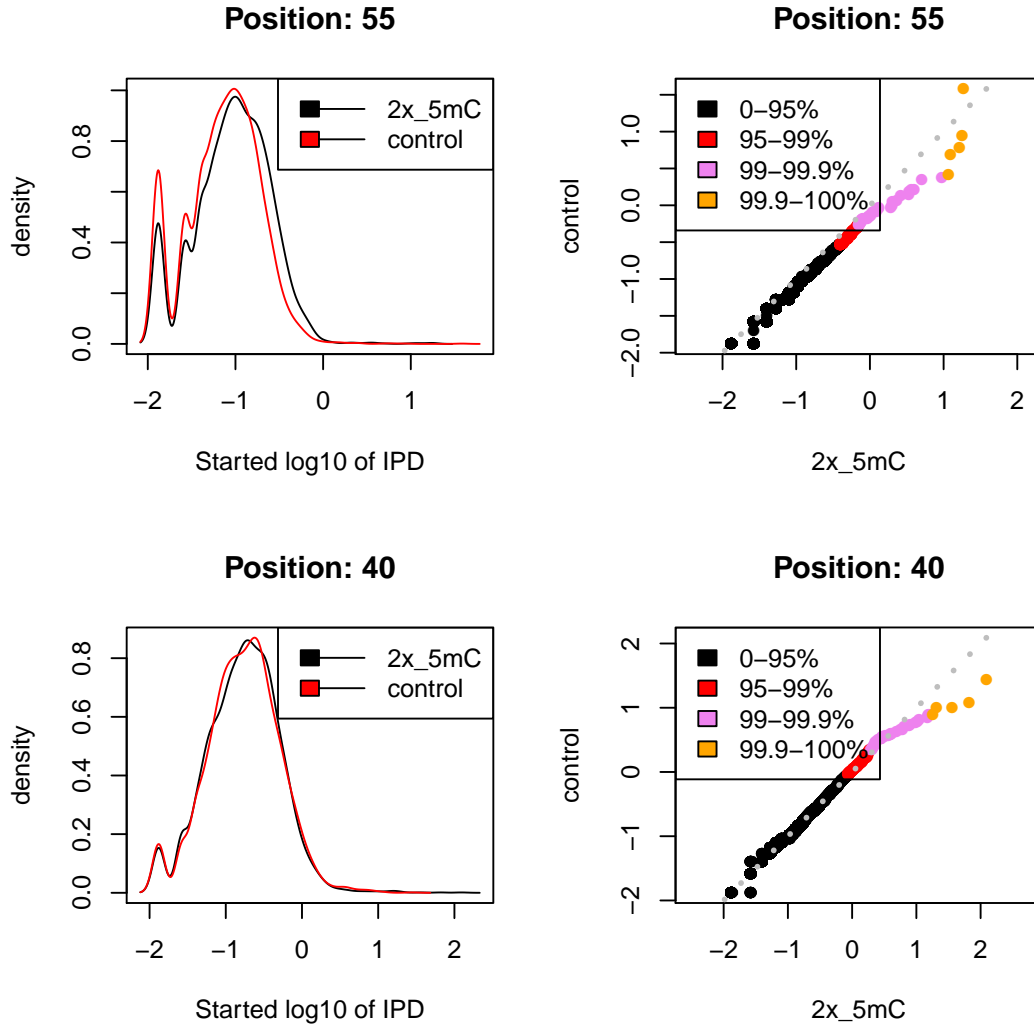 Position: 55
density
0.0
0.4
0.8
−2
−1
0
1
Started log10 of IPD
2x_5mC
control
Position: 55
control
−2.0
−1.0
0.0
1.0
−2
−1
0
1
2
2x_5mC
0−95%
95−99%
99−99.9%
99.9−100%
Position: 40
density
0.0
0.2
0.4
0.6
0.8
−2
−1
0
1
2
Started log10 of IPD
2x_5mC
control
Position: 40
control
−2
−1
0
1
2
−2
−1
0
1
2
2x_5mC
0−95%
95−99%
99−99.9%
99.9−100%